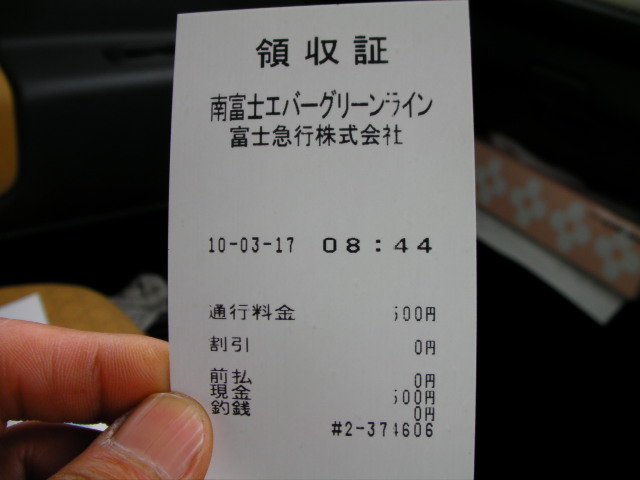 領収証
南富士エバーグリーンライン
富士急行株式会社
10-03-17 08:44
通行料金 500円
割引 0円
前払 0円
現金 500円
釣銭 0円
#2-374606